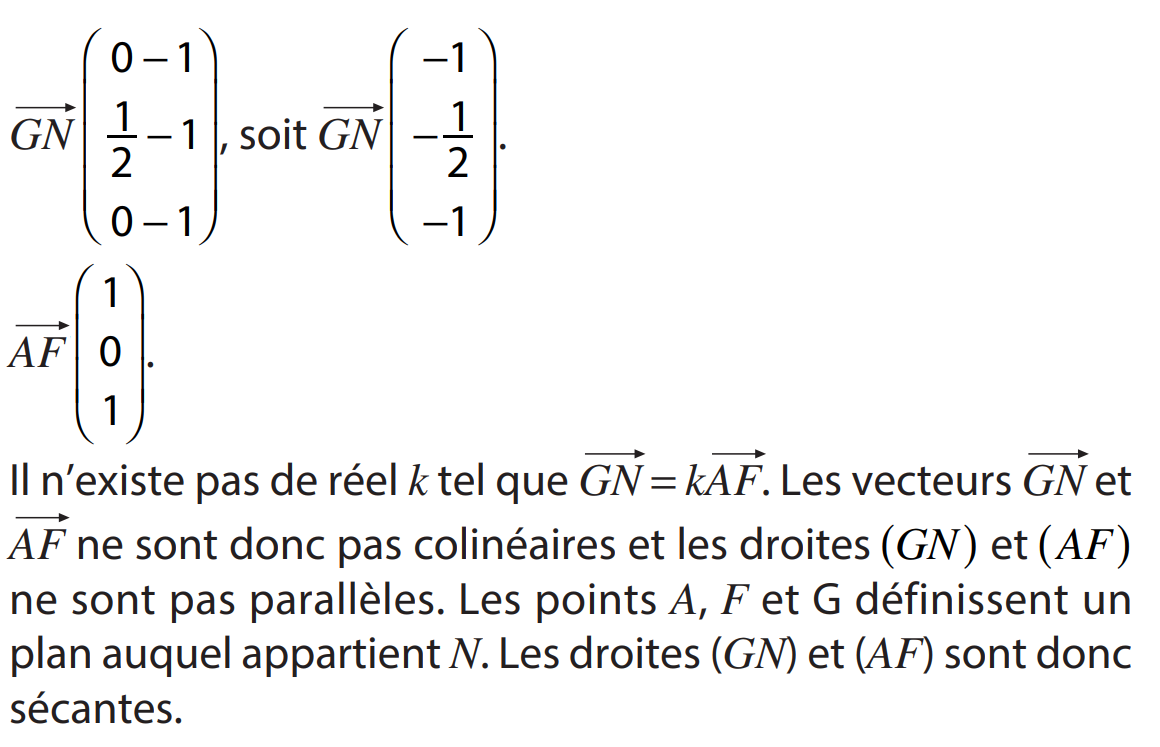 $\overrightarrow{GN}\begin{pmatrix} 0-1 \\ \frac{1}{2}-1 \\ 0-1 \end{pmatrix}$, soit $\overrightarrow{GN}\begin{pmatrix} -1 \\ -\frac{1}{2} \\ -1 \end{pmatrix}$.
$\overrightarrow{AF}\begin{pmatrix} 1 \\ 0 \\ 1 \end{pmatrix}$.
Il n’existe pas de réel $k$ tel que $\overrightarrow{GN} = k\overrightarrow{AF}$. Les vecteurs $\overrightarrow{GN}$ et
$\overrightarrow{AF}$ ne sont donc pas colinéaires et les droites $(GN)$ et $(AF)$
ne sont pas parallèles. Les points $A$, $F$ et G définissent un
plan auquel appartient $N$. Les droites $(GN)$ et $(AF)$ sont donc
sécantes.